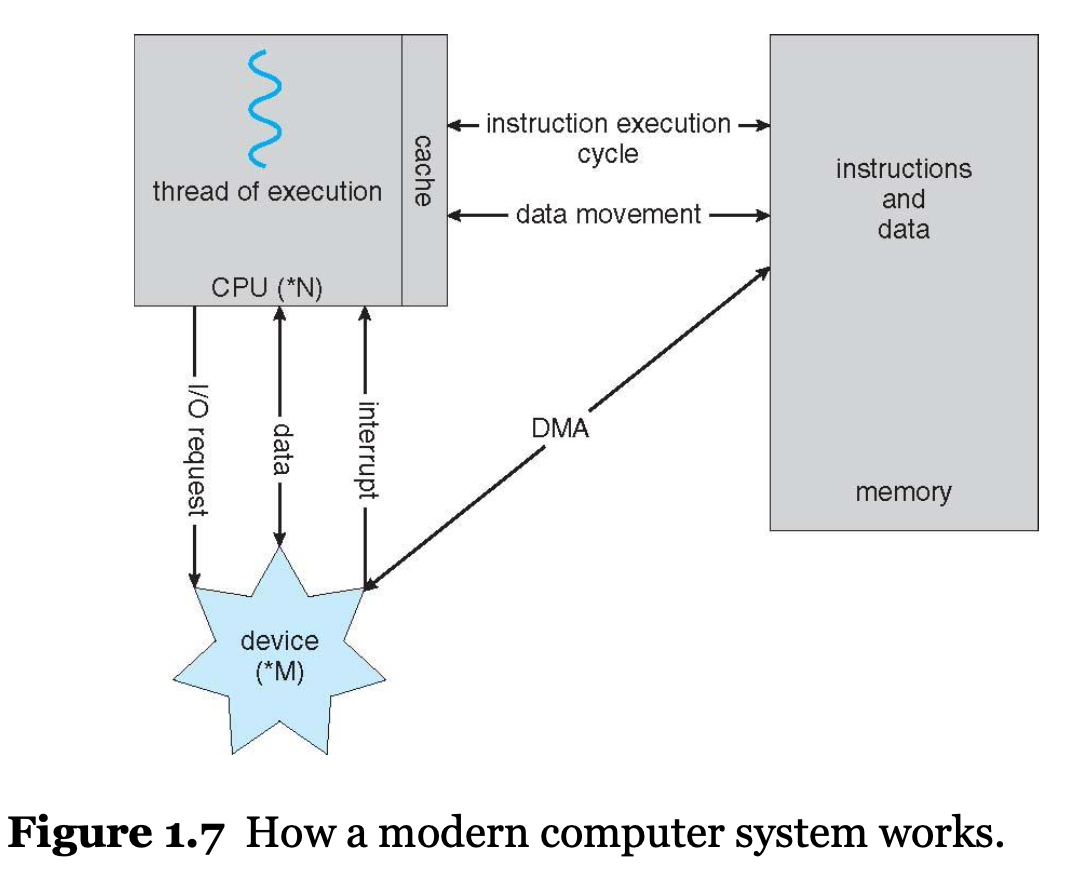 thread of execution
CPU (*N)
cache
instruction execution
cycle
data movement
instructions
and
data
memory
I/O request
data
interrupt
DMA
device
(*M)
Figure 1.7 How a modern computer system works.